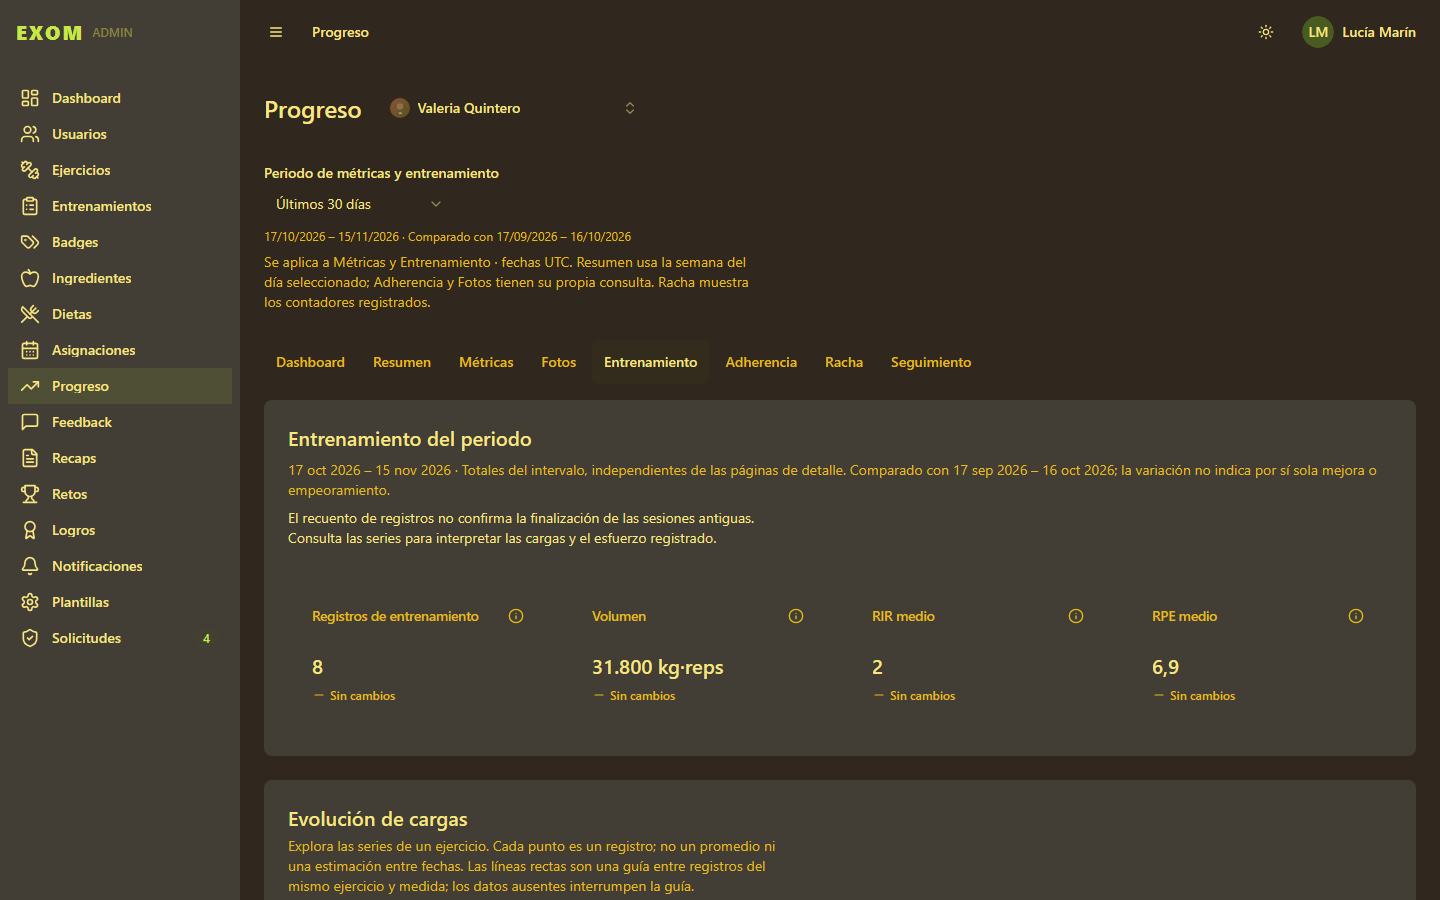 EXOM ADMIN
Progreso
LM Lucía Marín
Dashboard
Usuarios
Ejercicios
Entrenamientos
Badges
Ingredientes
Dietas
Asignaciones
Progreso
Feedback
Recaps
Retos
Logros
Notificaciones
Plantillas
Solicitudes 4
Progreso Valeria Quintero
Periodo de métricas y entrenamiento
Últimos 30 días
17/10/2026 – 15/11/2026 · Comparado con 17/09/2026 – 16/10/2026
Se aplica a Métricas y Entrenamiento · fechas UTC. Resumen usa la semana del
día seleccionado; Adherencia y Fotos tienen su propia consulta. Racha muestra
los contadores registrados.
Dashboard Resumen Métricas Fotos Entrenamiento Adherencia Racha Seguimiento
Entrenamiento del periodo
17 oct 2026 – 15 nov 2026 · Totales del intervalo, independientes de las páginas de detalle. Comparado con 17 sep 2026 – 16 oct 2026; la variación no indica por sí sola mejora o
empeoramiento.
El recuento de registros no confirma la finalización de las sesiones antiguas.
Consulta las series para interpretar las cargas y el esfuerzo registrado.
Registros de entrenamiento Volumen RIR medio RPE medio
8 31.800 kg·reps 2 6,9
Sin cambios Sin cambios Sin cambios Sin cambios
Evolución de cargas
Explora las series de un ejercicio. Cada punto es un registro; no un promedio ni
una estimación entre fechas. Las líneas rectas son una guía entre registros del
mismo ejercicio y medida; los datos ausentes interrumpen la guía.